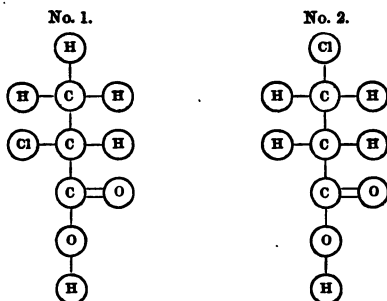 No. 1. No. 2.
H Cl
H C H H C H
Cl C H H C H
C O C O
O O
H H